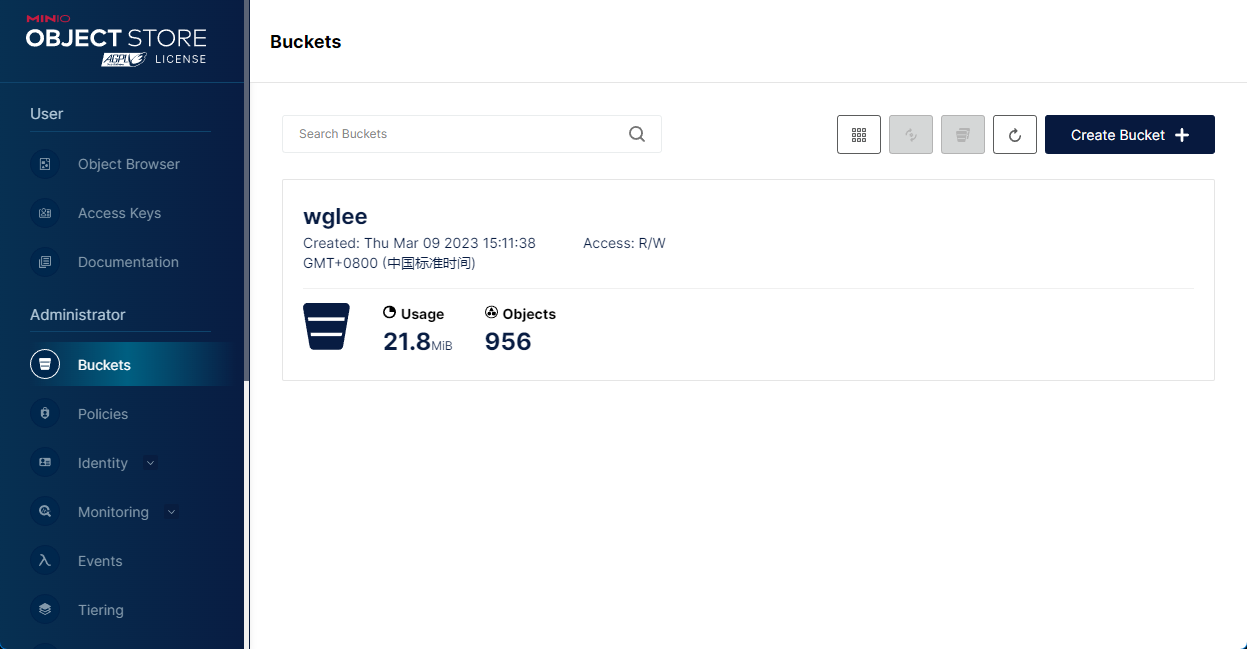 MINIO
OBJECT STORE
AGPL LICENSE
User
Object Browser
Access Keys
Documentation
Administrator
Buckets
Policies
Identity
Monitoring
Events
Tiering
Buckets
Search Buckets
Create Bucket
wglee
Created: Thu Mar 09 2023 15:11:38 Access: R/W
GMT+0800 (中国标准时间)
Usage Objects
21.8MiB 956